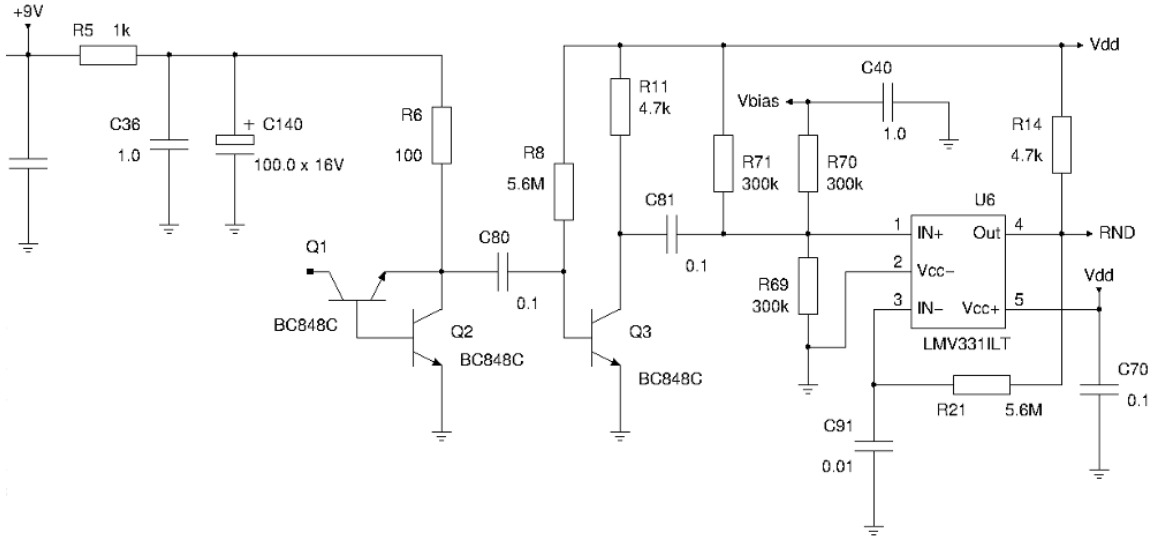 +9V
R5 1k
C36
1.0
+
C140
100.0 x 16V
R6
100
Q1
BC848C
Q2
BC848C
C80
0.1
R8
5.6M
R11
4.7k
Q3
BC848C
C81
0.1
R71
300k
Vbias
C40
1.0
R70
300k
R69
300k
Vdd
R14
4.7k
U6
1 IN+ Out 4
RND
2 Vcc−
3 IN− Vcc+ 5
LMV331ILT
Vdd
R21 5.6M
C91
0.01
C70
0.1